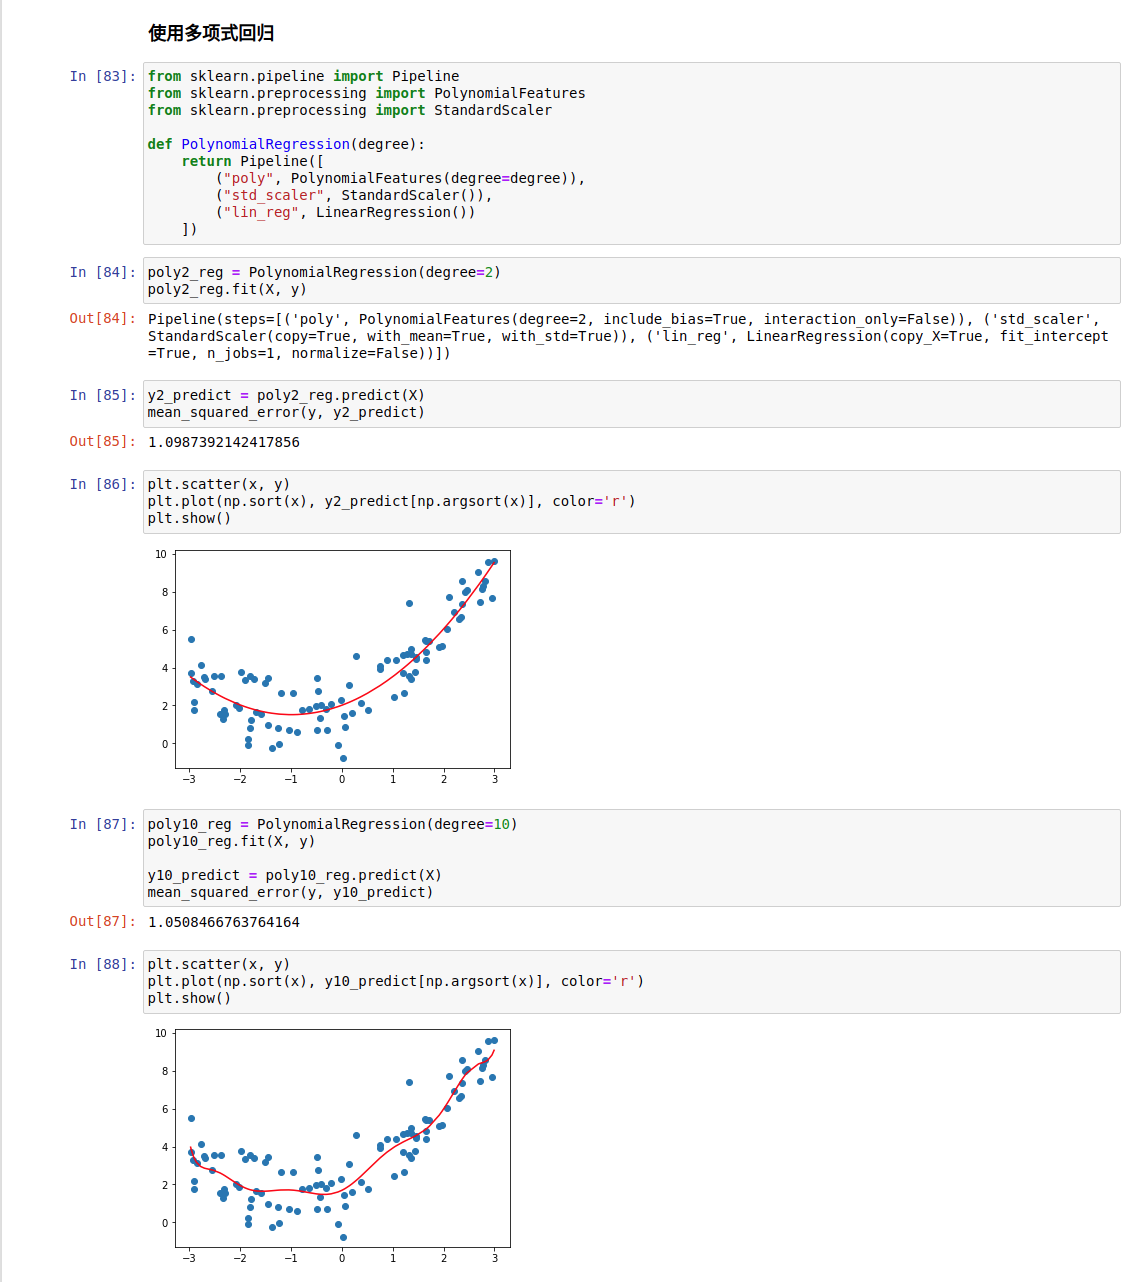 使用多项式回归
In [83]:
from sklearn.pipeline import Pipeline
from sklearn.preprocessing import PolynomialFeatures
from sklearn.preprocessing import StandardScaler

def PolynomialRegression(degree):
    return Pipeline([
        ("poly", PolynomialFeatures(degree=degree)),
        ("std_scaler", StandardScaler()),
        ("lin_reg", LinearRegression())
    ])
In [84]:
poly2_reg = PolynomialRegression(degree=2)
poly2_reg.fit(X, y)
Out[84]:
Pipeline(steps=[('poly', PolynomialFeatures(degree=2, include_bias=True, interaction_only=False)), ('std_scaler',
StandardScaler(copy=True, with_mean=True, with_std=True)), ('lin_reg', LinearRegression(copy_X=True, fit_intercept
=True, n_jobs=1, normalize=False))])
In [85]:
y2_predict = poly2_reg.predict(X)
mean_squared_error(y, y2_predict)
Out[85]:
1.0987392142417856
In [86]:
plt.scatter(x, y)
plt.plot(np.sort(x), y2_predict[np.argsort(x)], color='r')
plt.show()
10
8
6
4
2
0
−3 −2 −1 0 1 2 3
In [87]:
poly10_reg = PolynomialRegression(degree=10)
poly10_reg.fit(X, y)

y10_predict = poly10_reg.predict(X)
mean_squared_error(y, y10_predict)
Out[87]:
1.0508466763764164
In [88]:
plt.scatter(x, y)
plt.plot(np.sort(x), y10_predict[np.argsort(x)], color='r')
plt.show()
10
8
6
4
2
0
−3 −2 −1 0 1 2 3